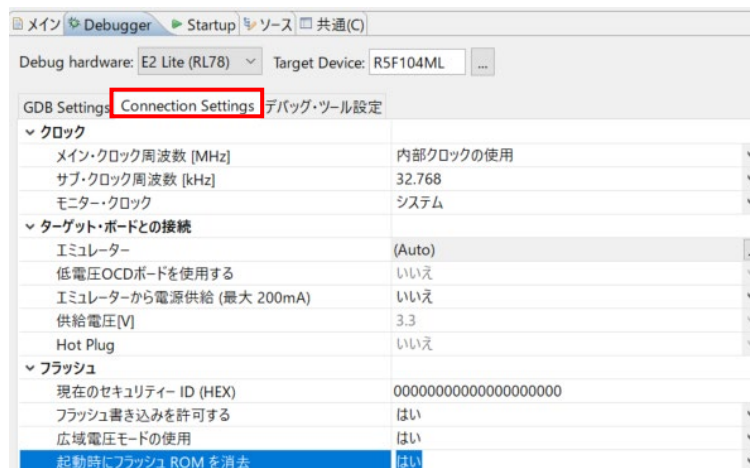 メイン Debugger Startup ソース 共通(C)
Debug hardware: E2 Lite (RL78) Target Device: R5F104ML ...
GDB Settings Connection Settings デバッグ・ツール設定
クロック
メイン・クロック周波数 [MHz] 内部クロックの使用
サブ・クロック周波数 [kHz] 32.768
モニター・クロック システム
ターゲット・ボードとの接続
エミュレーター (Auto)
低電圧OCDボードを使用する いいえ
エミュレーターから電源供給 (最大 200mA) いいえ
供給電圧[V] 3.3
Hot Plug いいえ
フラッシュ
現在のセキュリティー ID (HEX) 00000000000000000000
フラッシュ書き込みを許可する はい
広域電圧モードの使用 はい
起動時にフラッシュ ROM を消去 はい